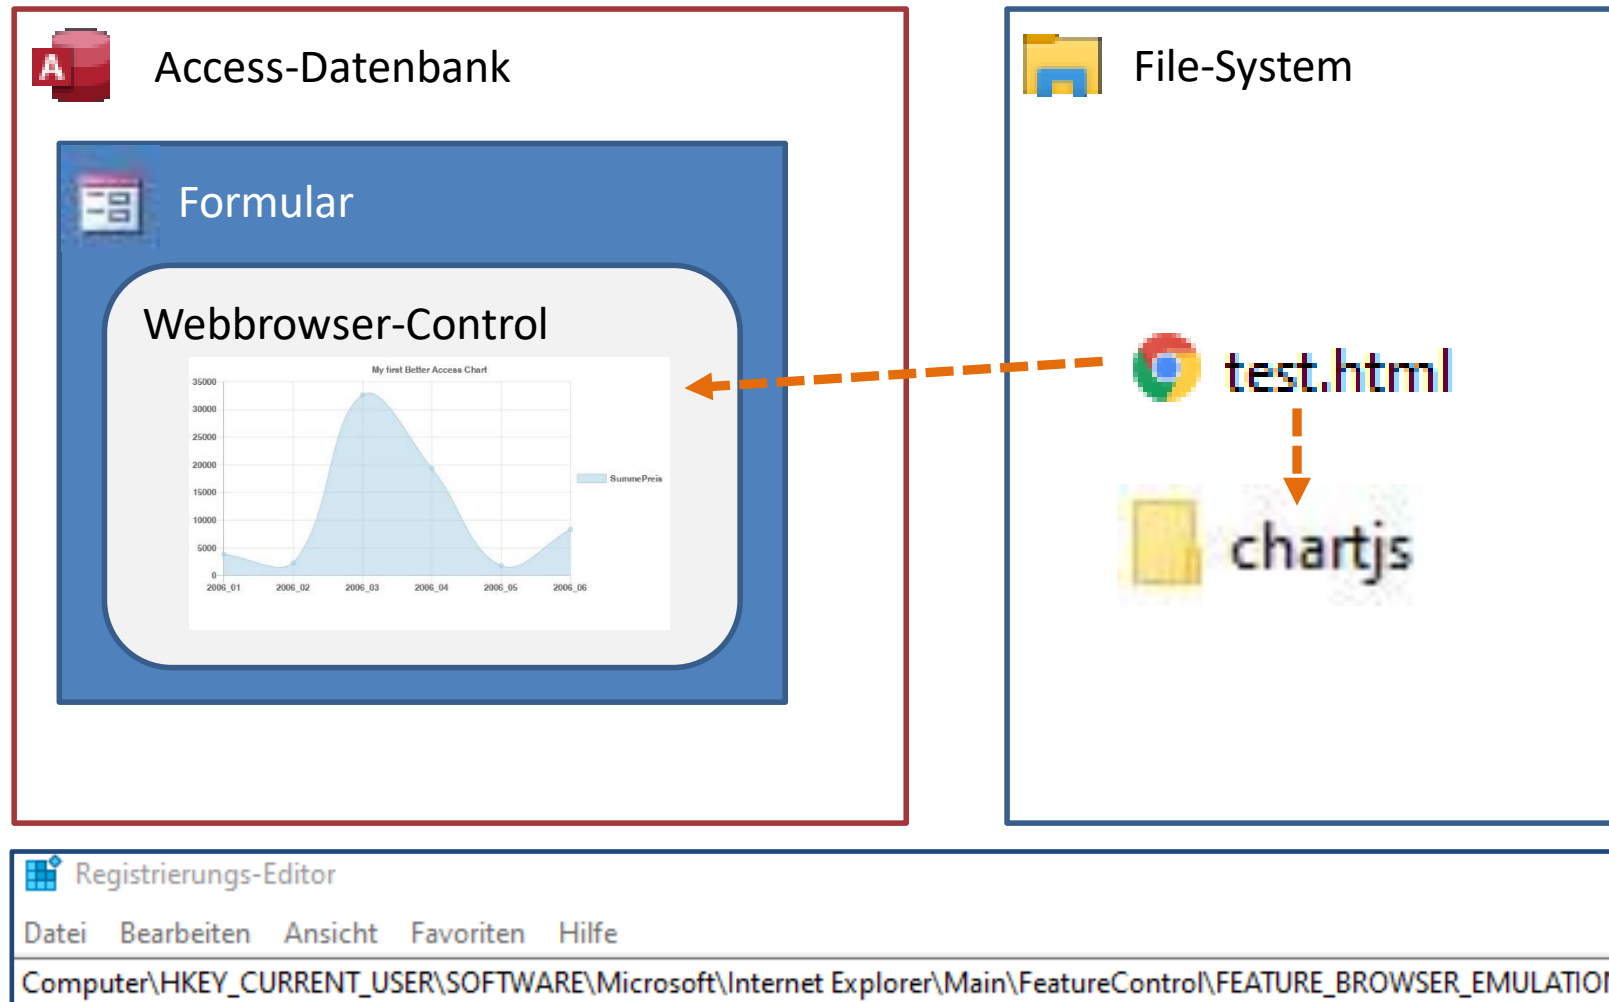 A
Access-Datenbank
File-System
Formular
Webbrowser-Control
My first Better Access Chart
35000
30000
25000
20000
15000
10000
5000
0
2006_01 2006_02 2006_03 2006_04 2006_05 2006_06
SummePreis
test.html
chartjs
Registrierungs-Editor
Datei Bearbeiten Ansicht Favoriten Hilfe
Computer\HKEY_CURRENT_USER\SOFTWARE\Microsoft\Internet Explorer\Main\FeatureControl\FEATURE_BROWSER_EMULATION